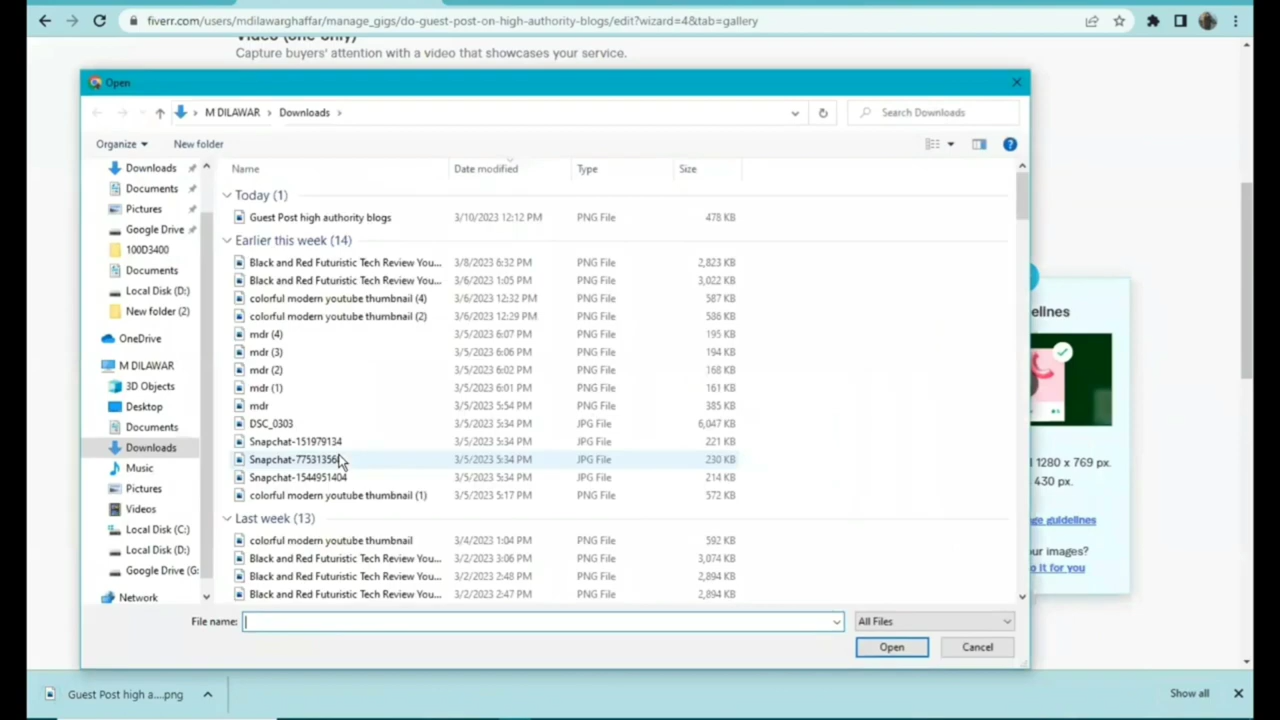 fiverr.com/users/mdilawarghaffar/manage_gigs/do-guest-post-on-high-authority-blogs/edit?wizard=4&tab=gallery
Video (one only)
Capture buyers' attention with a video that showcases your service.
Open
M DILAWAR > Downloads >
Search Downloads
Organize
New folder
Name Date modified Type Size
Today (1)
Guest Post high authority blogs 3/10/2023 12:12 PM PNG File 478 KB
Earlier this week (14)
Black and Red Futuristic Tech Review You... 3/8/2023 6:32 PM PNG File 2,823 KB
Black and Red Futuristic Tech Review You... 3/6/2023 1:05 PM PNG File 3,022 KB
colorful modern youtube thumbnail (4) 3/6/2023 12:32 PM PNG File 587 KB
colorful modern youtube thumbnail (2) 3/6/2023 12:29 PM PNG File 586 KB
mdr (4) 3/5/2023 6:07 PM PNG File 195 KB
mdr (3) 3/5/2023 6:06 PM PNG File 194 KB
mdr (2) 3/5/2023 6:02 PM PNG File 168 KB
mdr (1) 3/5/2023 6:01 PM PNG File 161 KB
mdr 3/5/2023 5:54 PM PNG File 385 KB
DSC_0303 3/5/2023 5:34 PM JPG File 6,047 KB
Snapchat-151979134 3/5/2023 5:34 PM JPG File 221 KB
Snapchat-77531356 3/5/2023 5:34 PM JPG File 230 KB
Snapchat-1544951404 3/5/2023 5:34 PM JPG File 214 KB
colorful modern youtube thumbnail (1) 3/5/2023 5:17 PM PNG File 572 KB
Last week (13)
colorful modern youtube thumbnail 3/4/2023 1:04 PM PNG File 592 KB
Black and Red Futuristic Tech Review You... 3/2/2023 3:06 PM PNG File 3,074 KB
Black and Red Futuristic Tech Review You... 3/2/2023 2:48 PM PNG File 2,894 KB
Black and Red Futuristic Tech Review You... 3/2/2023 2:47 PM PNG File 2,894 KB
Downloads
Documents
Pictures
Google Drive
100D3400
Documents
Local Disk (D:)
New folder (2)
OneDrive
M DILAWAR
3D Objects
Desktop
Documents
Downloads
Music
Pictures
Videos
Local Disk (C:)
Local Disk (D:)
Google Drive (G:
Network
File name:
All Files
Open
Cancel
elines
1280 x 769 px.
430 px.
ge guidelines
ur images?
o it for you
Guest Post high a....png
Show all